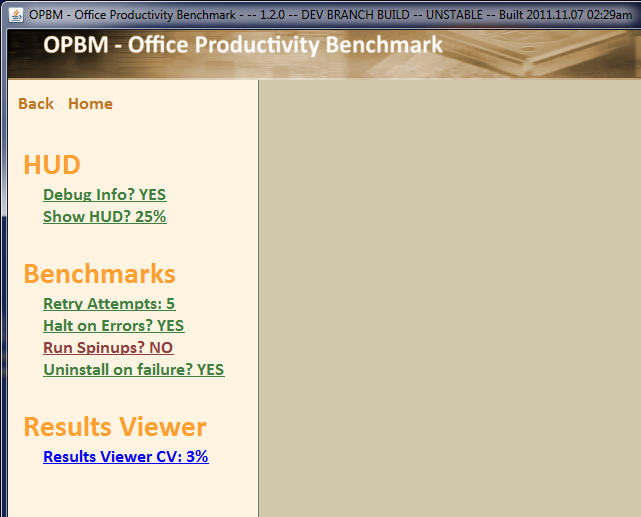 OPBM - Office Productivity Benchmark - -- 1.2.0 -- DEV BRANCH BUILD -- UNSTABLE -- Built 2011.11.07 02:29am
OPBM - Office Productivity Benchmark
Back Home
HUD
Debug Info? YES
Show HUD? 25%
Benchmarks
Retry Attempts: 5
Halt on Errors? YES
Run Spinups? NO
Uninstall on failure? YES
Results Viewer
Results Viewer CV: 3%